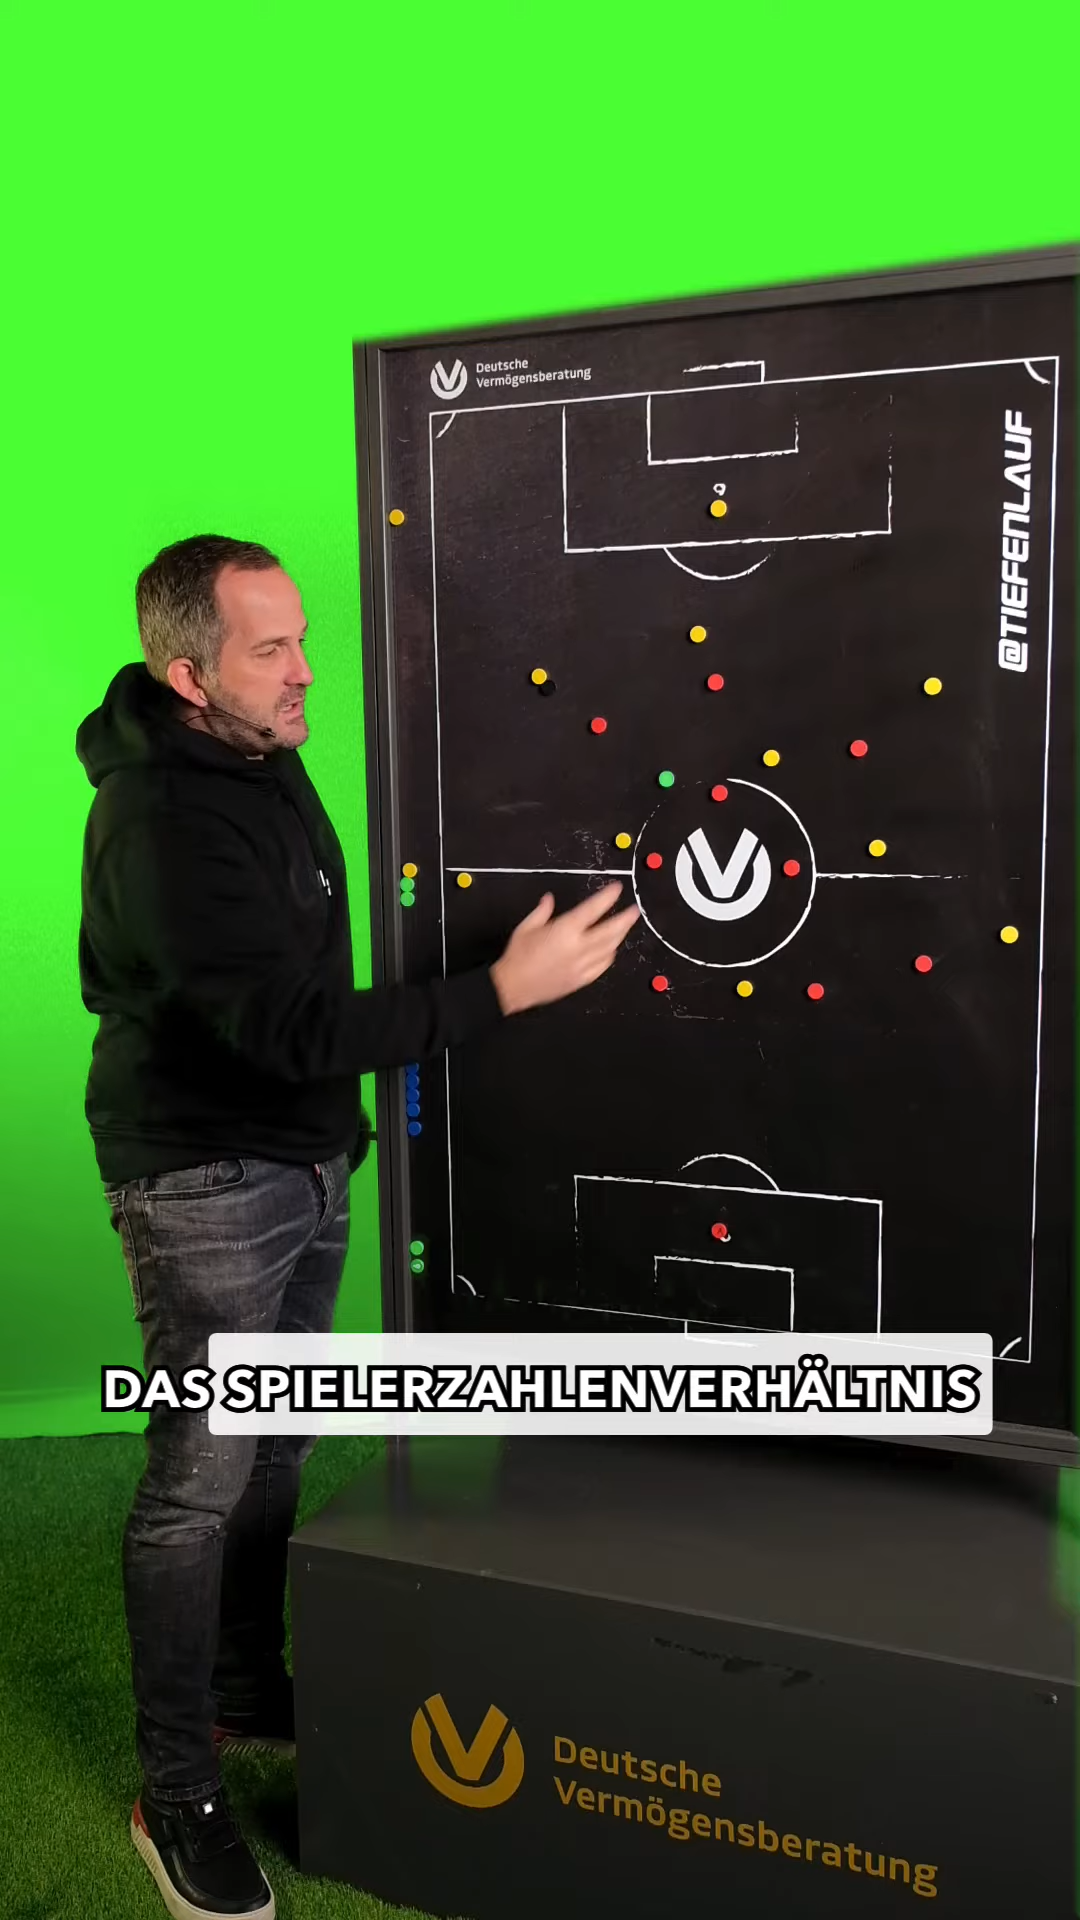 Deutsche
Vermögensberatung
@TIEFENLAUF
DAS SPIELERZAHLENVERHÄLTNIS
Deutsche
Vermögensberatung